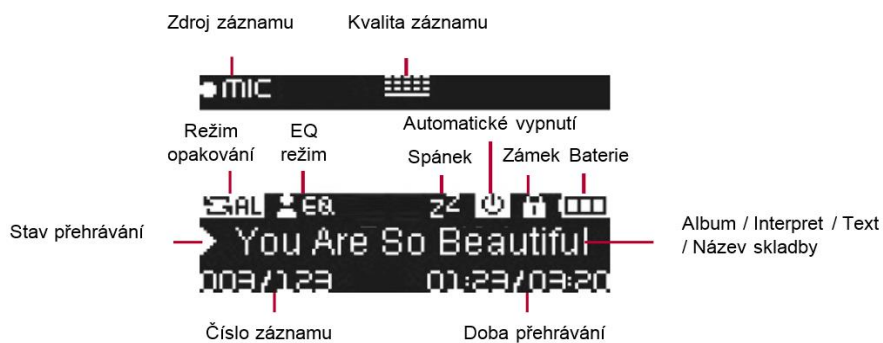 Zdroj záznamu
Kvalita záznamu
MIC
Automatické vypnutí
Režim opakování
EQ režim
Spánek
Zámek
Baterie
AL
EQ
zz
Stav přehrávání
You Are So Beautiful
Album / Interpret / Text
/ Název skladby
003/123
01:23/03:20
Číslo záznamu
Doba přehrávání